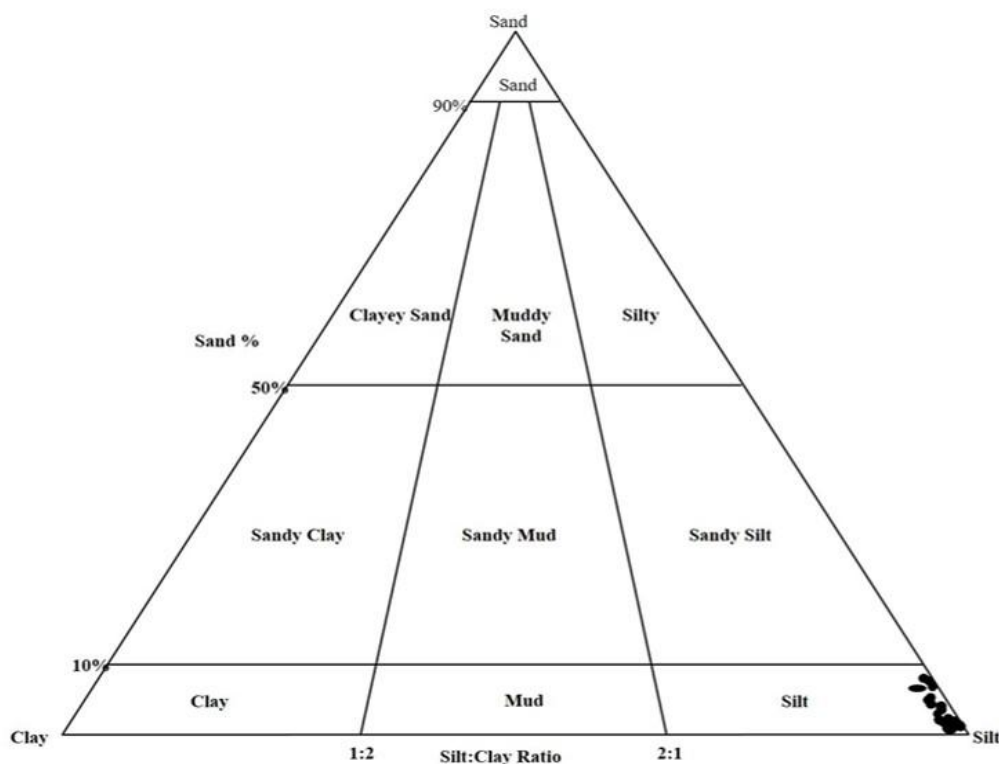 Sand
Sand
90%
Clayey Sand
Muddy
Sand
Silty
Sand %
50%
Sandy Clay
Sandy Mud
Sandy Silt
10%
Clay
Mud
Silt
Clay
Silt
1:2
Silt:Clay Ratio
2:1